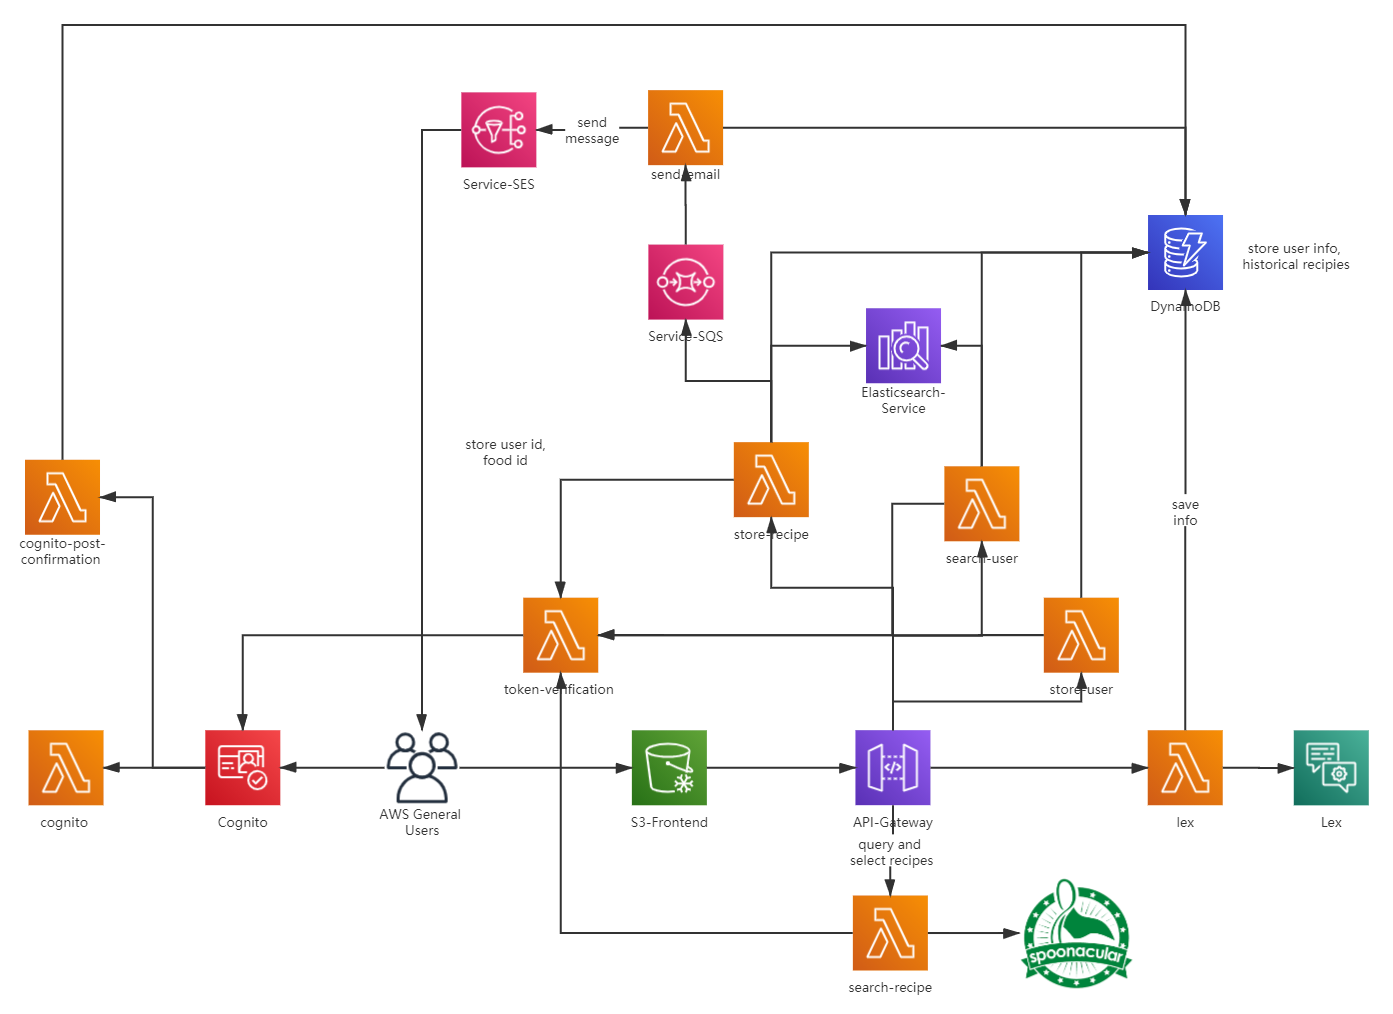 send
message
Service-SES
send-email
store user info,
historical recipies
DynamoDB
Service-SQS
Elasticsearch-
Service
store user id,
food id
save
info
store-recipe
cognito-post-
confirmation
search-user
token-verification
store-user
cognito
Cognito
AWS General
Users
S3-Frontend
API-Gateway
lex
Lex
query and
select recipes
spoonacular
search-recipe